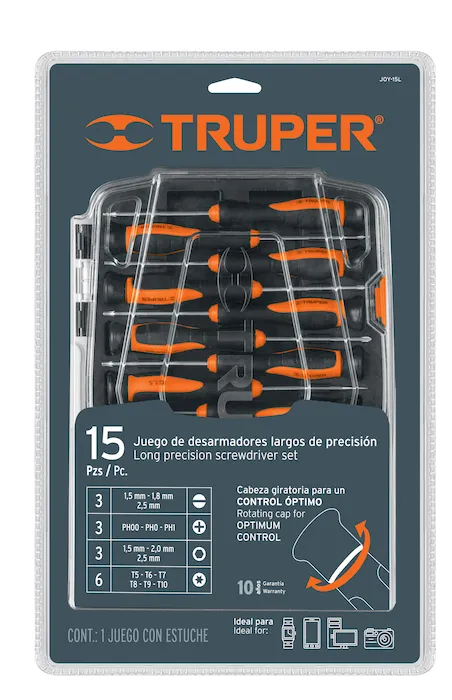 JOY-15L
TRUPER®
TRUPER
15
Pzs / Pc.
Juego de desarmadores largos de precisión
Long precision screwdriver set
3
1,5 mm - 1,8 mm
2,5 mm
3
PH00 - PH0 - PH1
3
1,5 mm - 2,0 mm
2,5 mm
6
T5 - T6 - T7
T8 - T9 - T10
Cabeza giratoria para un
CONTROL ÓPTIMO
Rotating cap for
OPTIMUM
CONTROL
10 años
Garantía
Warranty
CONT.: 1 JUEGO CON ESTUCHE
Ideal para
Ideal for: